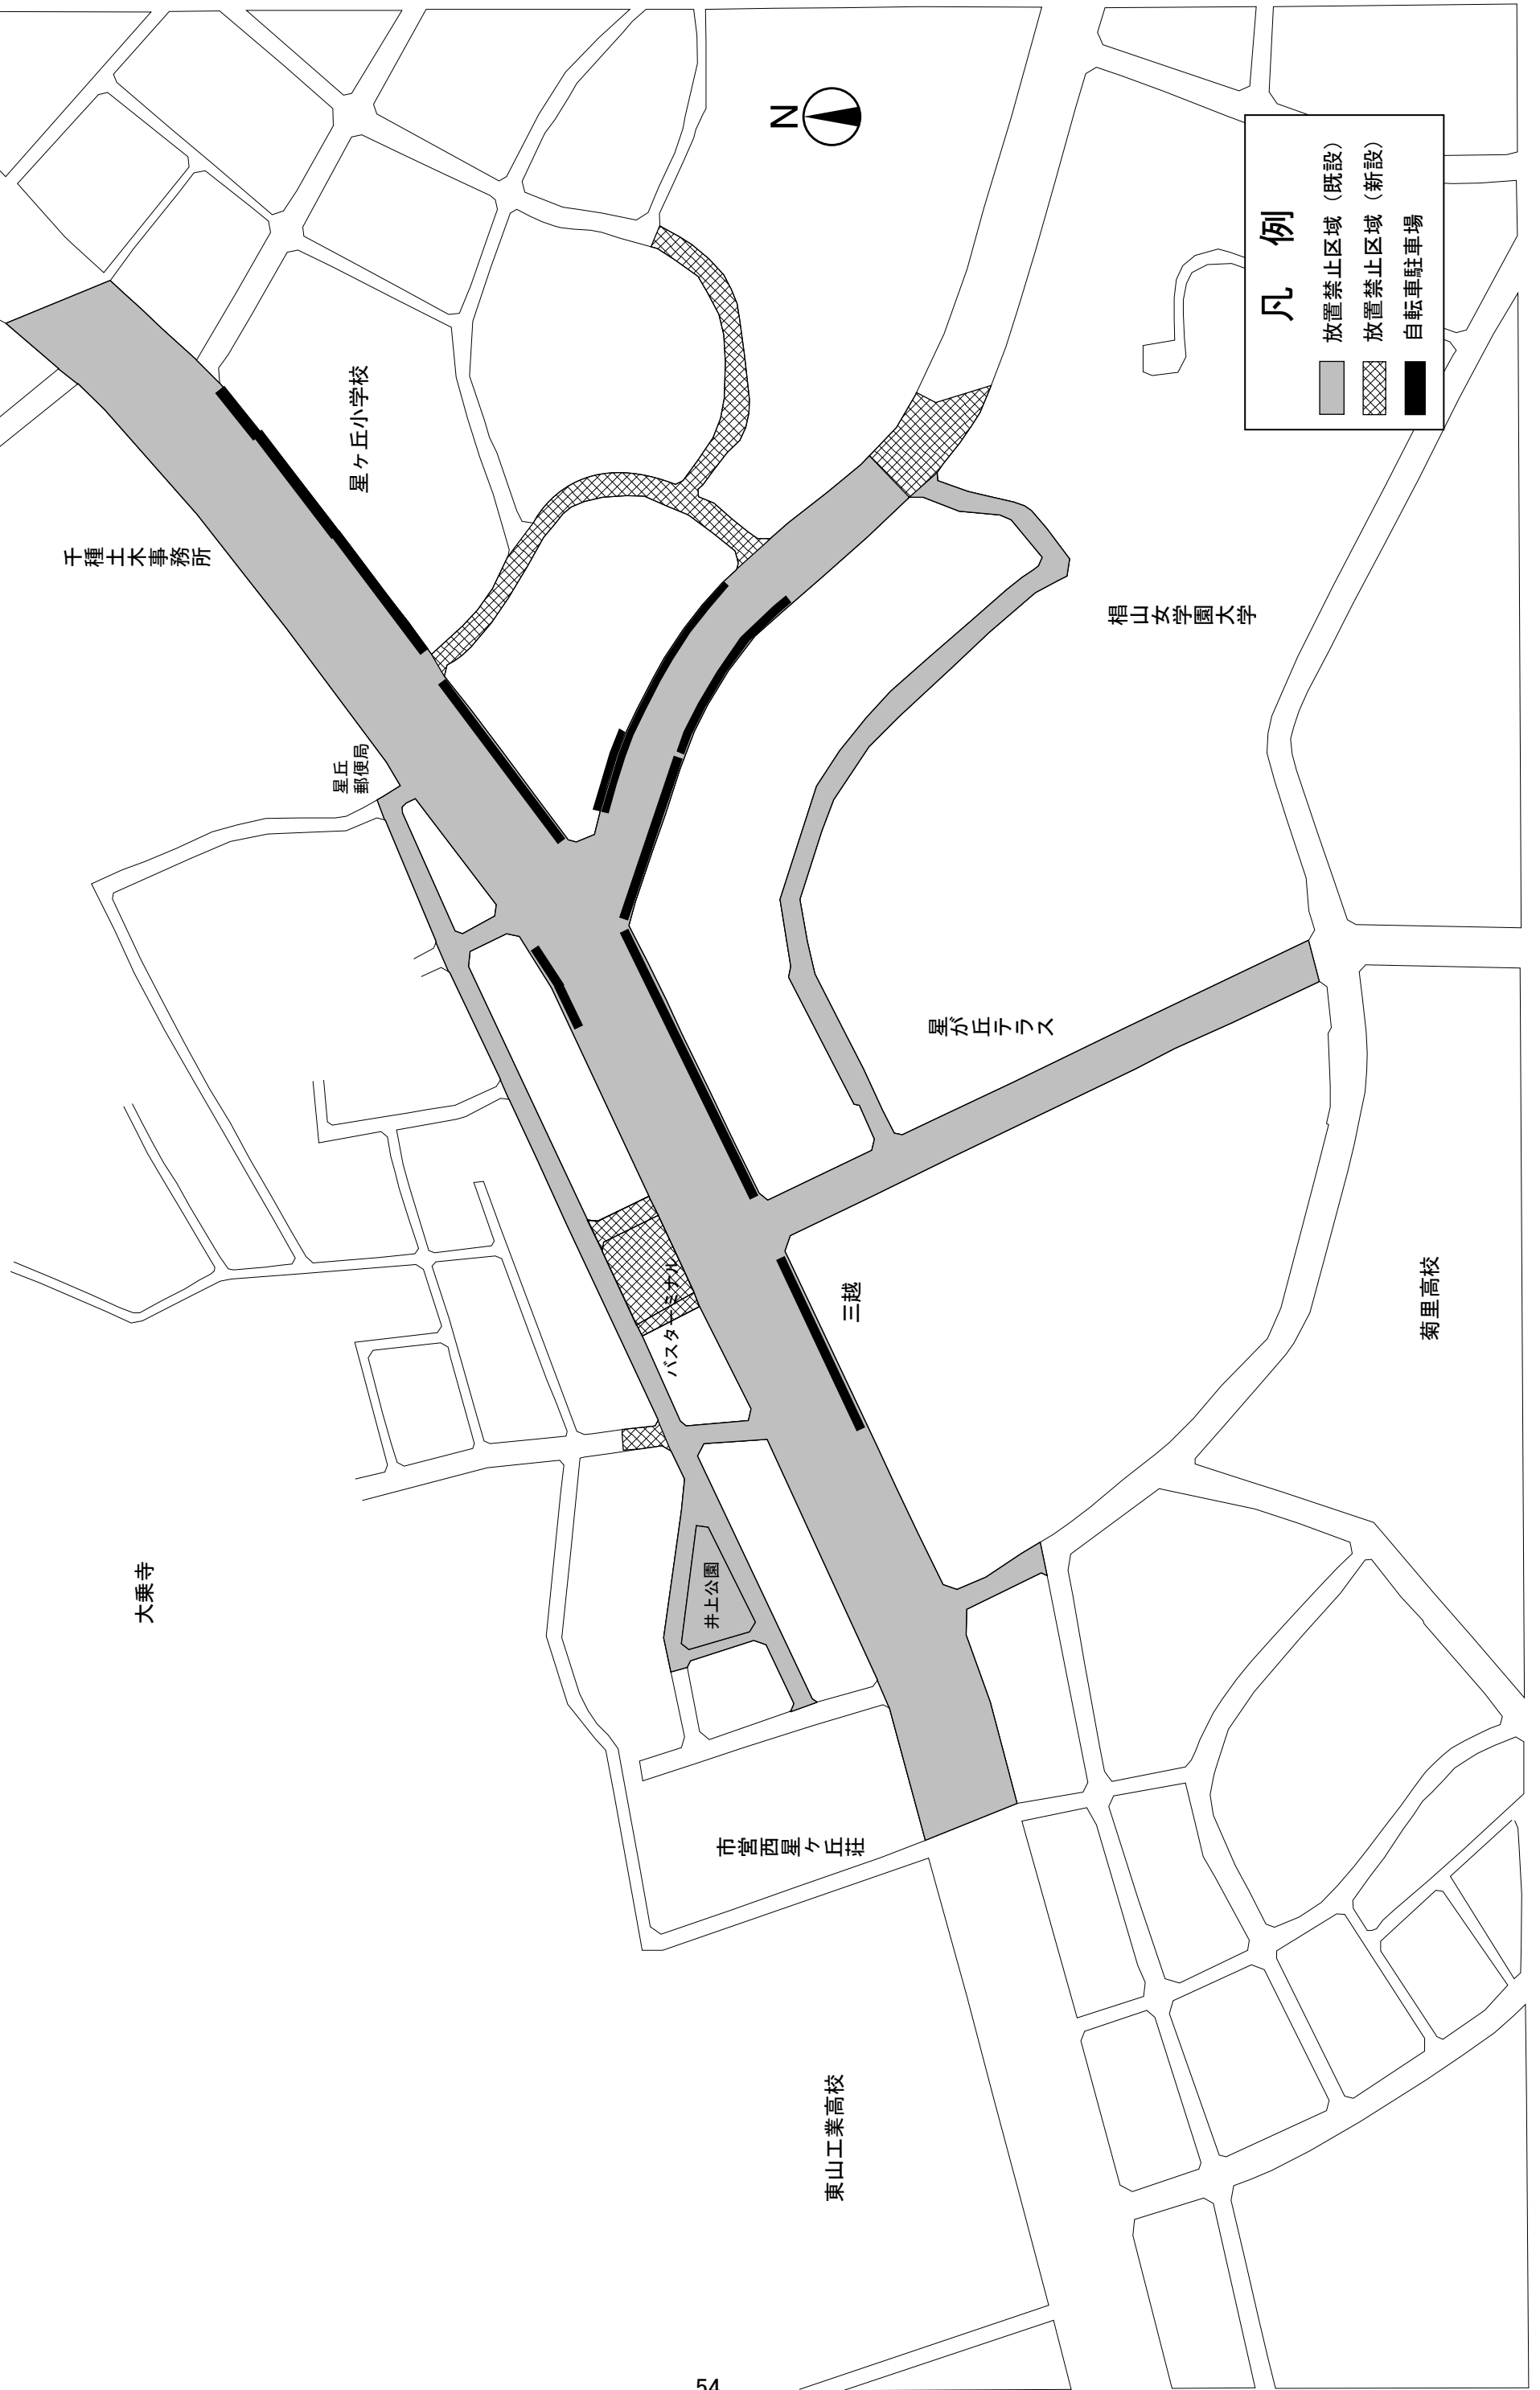 N
凡　例
放置禁止区域（既設）
放置禁止区域（新設）
自転車駐車場
千種土木事務所
星ヶ丘小学校
星丘
郵便局
椙山女学園大学
星が丘テラス
バスターミナル
三越
菊里高校
大乗寺
井上公園
市営西星ヶ丘荘
東山工業高校
54